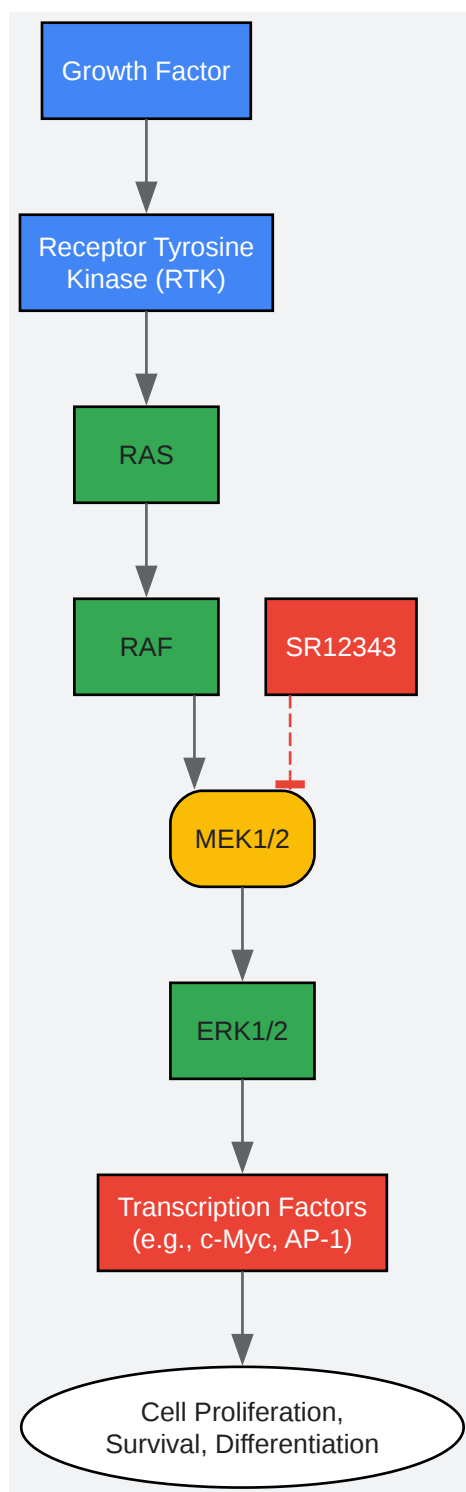 Growth Factor
Receptor Tyrosine
Kinase (RTK)
RAS
RAF
SR12343
MEK1/2
ERK1/2
Transcription Factors
(e.g., c-Myc, AP-1)
Cell Proliferation,
Survival, Differentiation